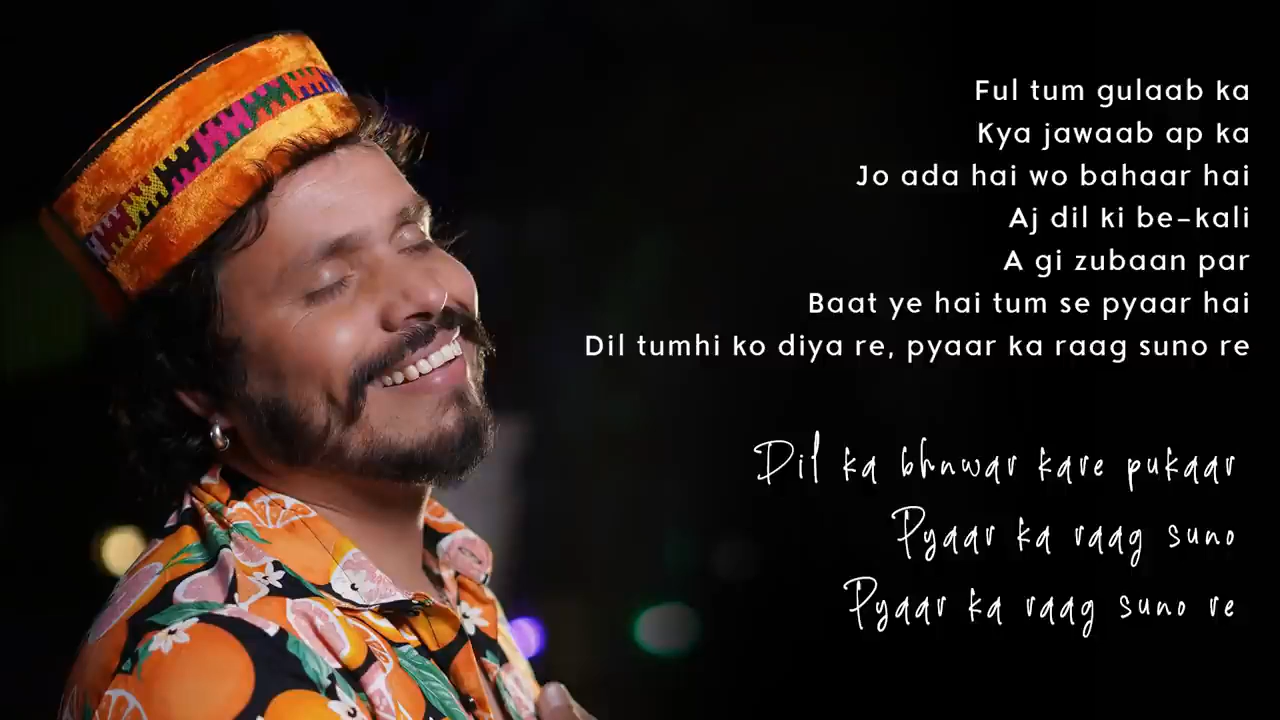 Ful tum gulaab ka
Kya jawaab ap ka
Jo ada hai wo bahaar hai
Aj dil ki be-kali
A gi zubaan par
Baat ye hai tum se pyaar hai
Dil tumhi ko diya re, pyaar ka raag suno re
Dil ka bhnwar kare pukaar
Pyaar ka raag suno
Pyaar ka raag suno re